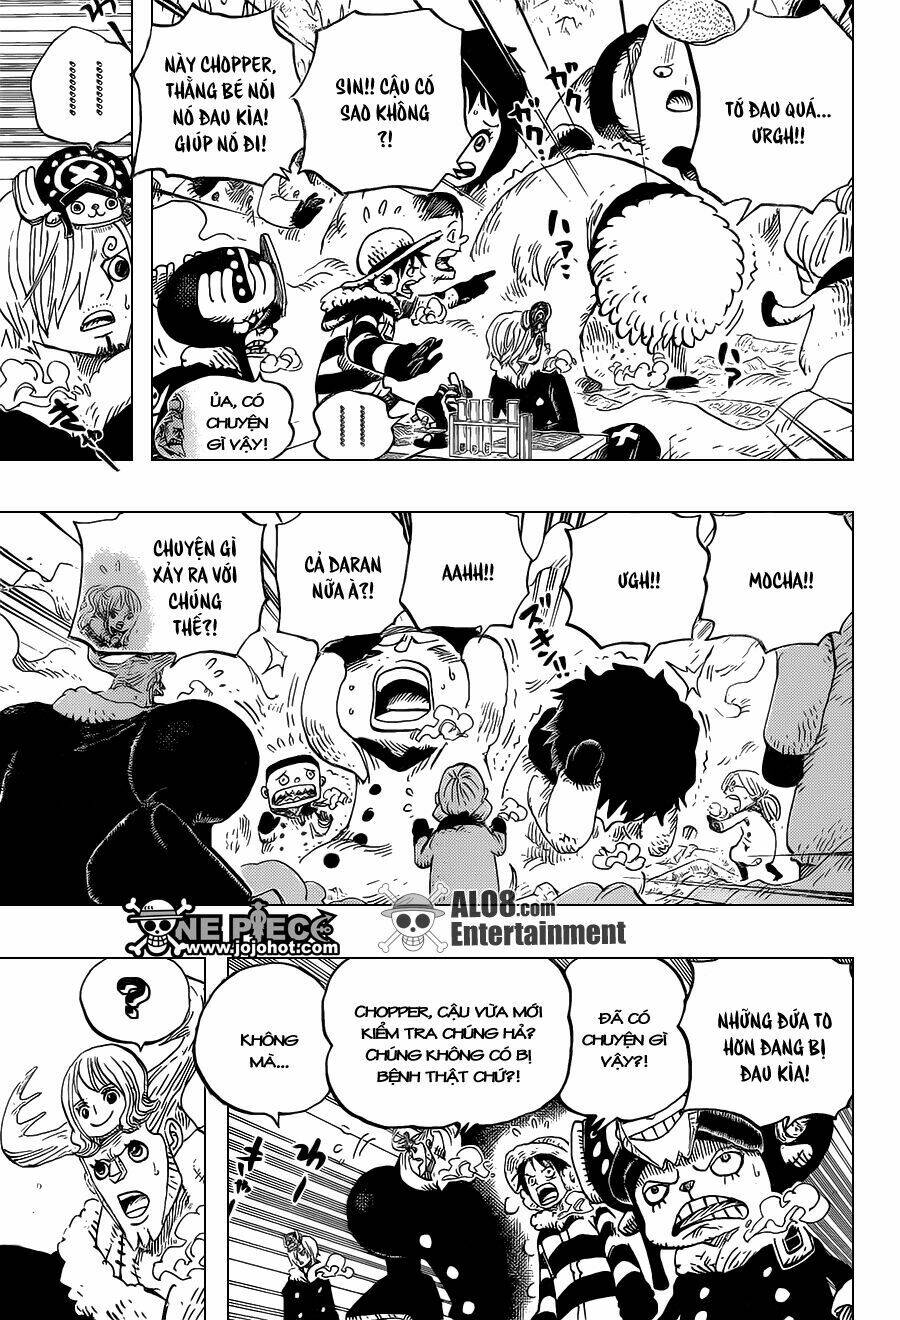 TỚ ĐAU QUÁ...
ƯRGH!!
SIN!! CẬU CÓ
SAO KHÔNG
?!
NÀY CHOPPER,
THẰNG BÉ NÓI
NÓ ĐAU KÌA!
GIÚP NÓ ĐI!
ỦA, CÓ
CHUYỆN
GÌ VẬY!
MOCHA!!
ƯGH!!
AAHH!!
CẢ DARAN
NỮA À?!
CHUYỆN GÌ
XẢY RA VỚI
CHÚNG
THẾ?!
ONE PIECE
www.jojohot.com
ALO8.com
Entertainment
NHỮNG ĐỨA TO
HƠN ĐANG BỊ
ĐAU KÌA!
ĐÃ CÓ
CHUYỆN GÌ
VẬY?!
CHOPPER, CẬU VỪA MỚI
KIỂM TRA CHÚNG HẢ?
CHÚNG KHÔNG CÓ BỊ
BỆNH THẬT CHỨ?!
KHÔNG
MÀ...
?